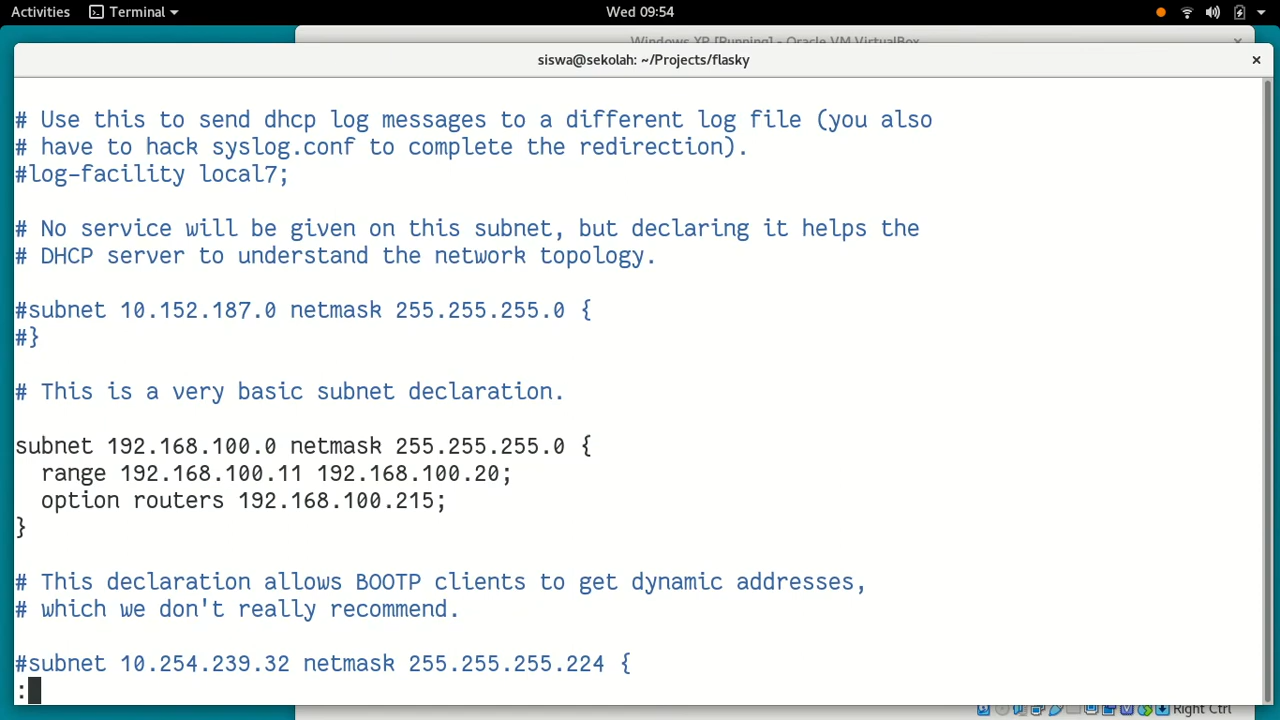 Activities Terminal Wed 09:54
Windows XP [Running] - Oracle VM VirtualBox
siswa@sekolah: ~/Projects/flasky
# Use this to send dhcp log messages to a different log file (you also
# have to hack syslog.conf to complete the redirection).
#log-facility local7;
# No service will be given on this subnet, but declaring it helps the
# DHCP server to understand the network topology.
#subnet 10.152.187.0 netmask 255.255.255.0 {
#}
# This is a very basic subnet declaration.
subnet 192.168.100.0 netmask 255.255.255.0 {
  range 192.168.100.11 192.168.100.20;
  option routers 192.168.100.215;
}
# This declaration allows BOOTP clients to get dynamic addresses,
# which we don't really recommend.
#subnet 10.254.239.32 netmask 255.255.255.224 {
:
Right Ctrl